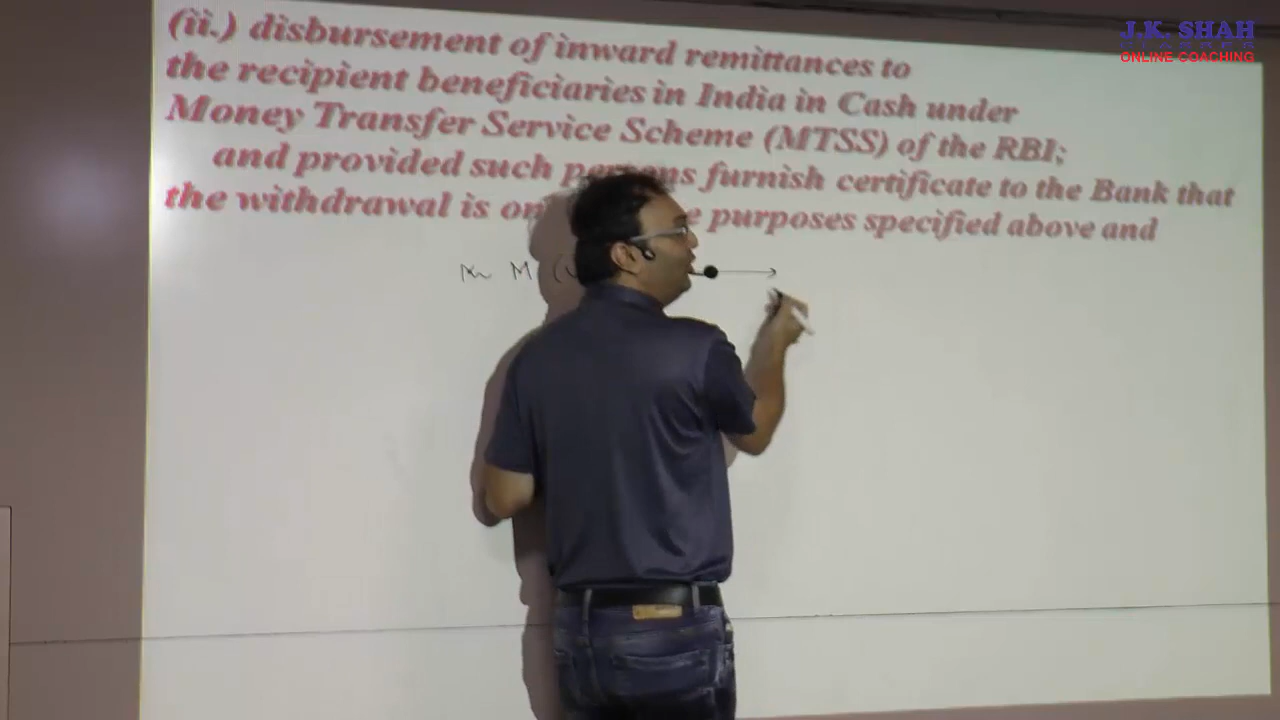 J.K. SHAH
CLASSES
ONLINE COACHING
(ii.) disbursement of inward remittances to
the recipient beneficiaries in India in Cash under
Money Transfer Service Scheme (MTSS) of the RBI;
and provided such persons furnish certificate to the Bank that
the withdrawal is on e purposes specified above and
M